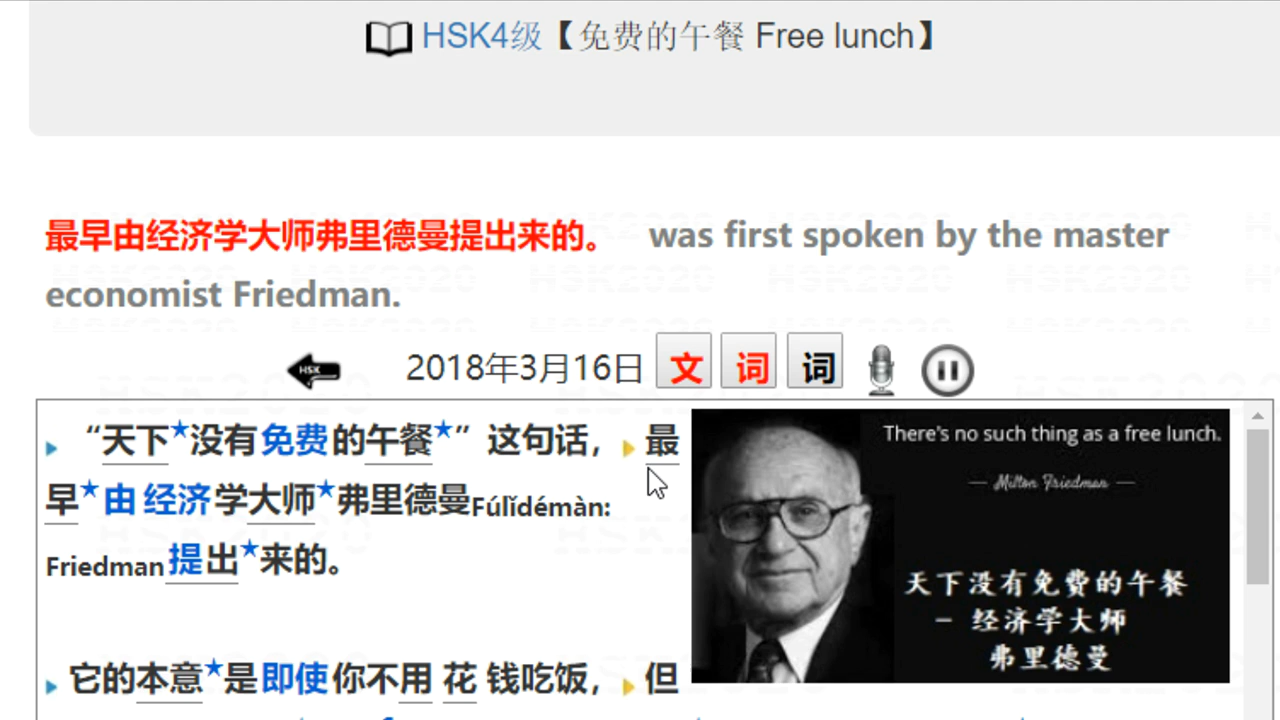 HSK4级【免费的午餐 Free lunch】
最早由经济学大师弗里德曼提出来的。 was first spoken by the master
economist Friedman.
HSK 2018年3月16日 文 词 词
“天下★没有免费的午餐★”这句话，最
早★由经济学大师★弗里德曼Fúlǐdémàn:
Friedman提出★来的。
它的本意★是即使你不用花钱吃饭，但
There's no such thing as a free lunch.
— Milton Friedman —
天下没有免费的午餐
- 经济学大师
弗里德曼